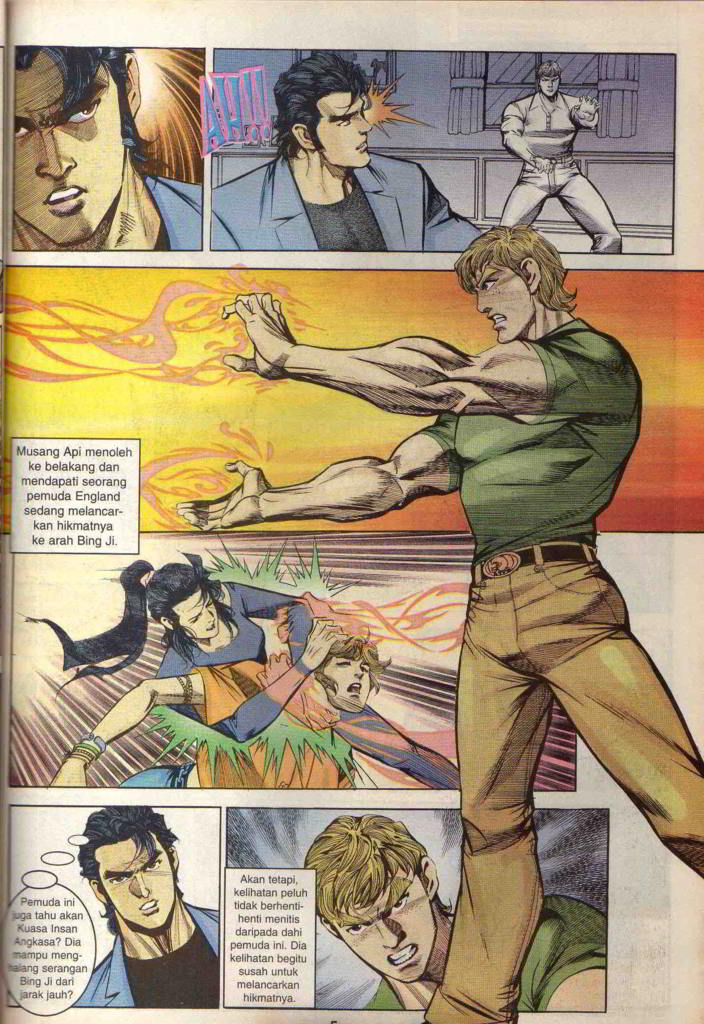 AH!!!
Musang Api menoleh
ke belakang dan
mendapati seorang
pemuda England
sedang melancar-
kan hikmatnya
ke arah Bing Ji.
Pemuda ini
juga tahu akan
Kuasa Insan
Angkasa? Dia
mampu meng-
halang serangan
Bing Ji dari
jarak jauh?
Akan tetapi,
kelihatan peluh
tidak berhenti-
henti menitis
daripada dahi
pemuda ini. Dia
kelihatan begitu
susah untuk
melancarkan
hikmatnya.